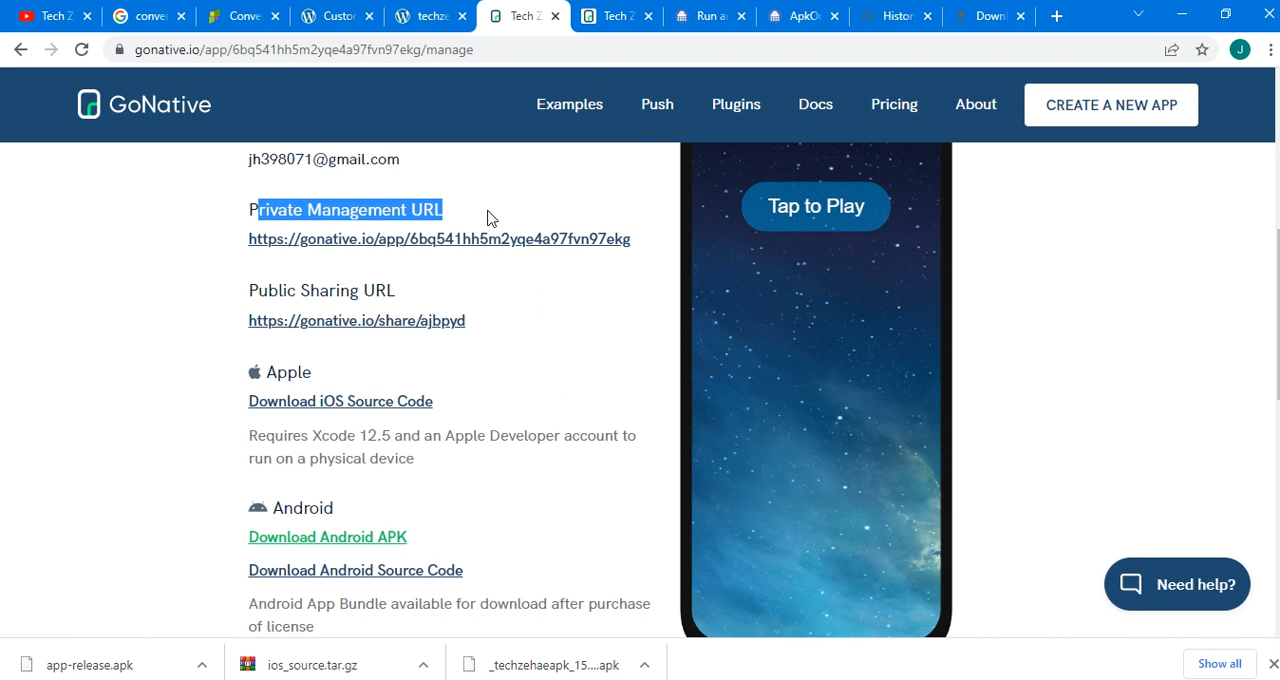 Tech Z
conve
Conve
Custo
techze
Tech Z
Tech Z
Run a
ApkO
Histor
Downl
gonative.io/app/6bq541hh5m2yqe4a97fvn97ekg/manage
J
GoNative
Examples
Push
Plugins
Docs
Pricing
About
CREATE A NEW APP
jh398071@gmail.com
Private Management URL
https://gonative.io/app/6bq541hh5m2yqe4a97fvn97ekg
Public Sharing URL
https://gonative.io/share/ajbpyd
Apple
Download iOS Source Code
Requires Xcode 12.5 and an Apple Developer account to
run on a physical device
Android
Download Android APK
Download Android Source Code
Android App Bundle available for download after purchase
of license
Tap to Play
Need help?
app-release.apk
ios_source.tar.gz
_techzehaeapk_15....apk
Show all